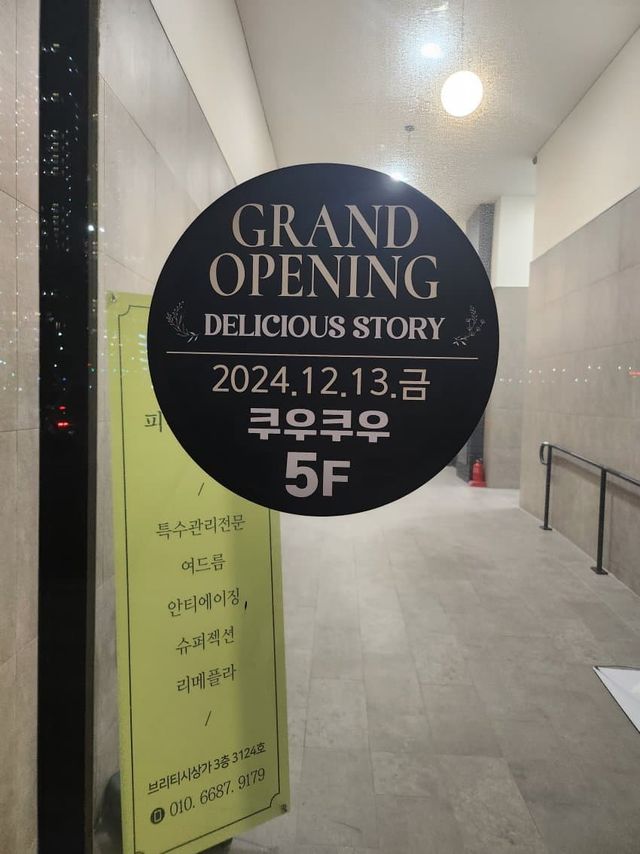 GRAND
OPENING
DELICIOUS STORY
2024.12.13.금
쿠우쿠우
5F
피
/
특수관리전문
여드름
안티에이징,
슈퍼젝션
리메플라
/
브리티시상가 3층 3124호
010. 6687. 9179